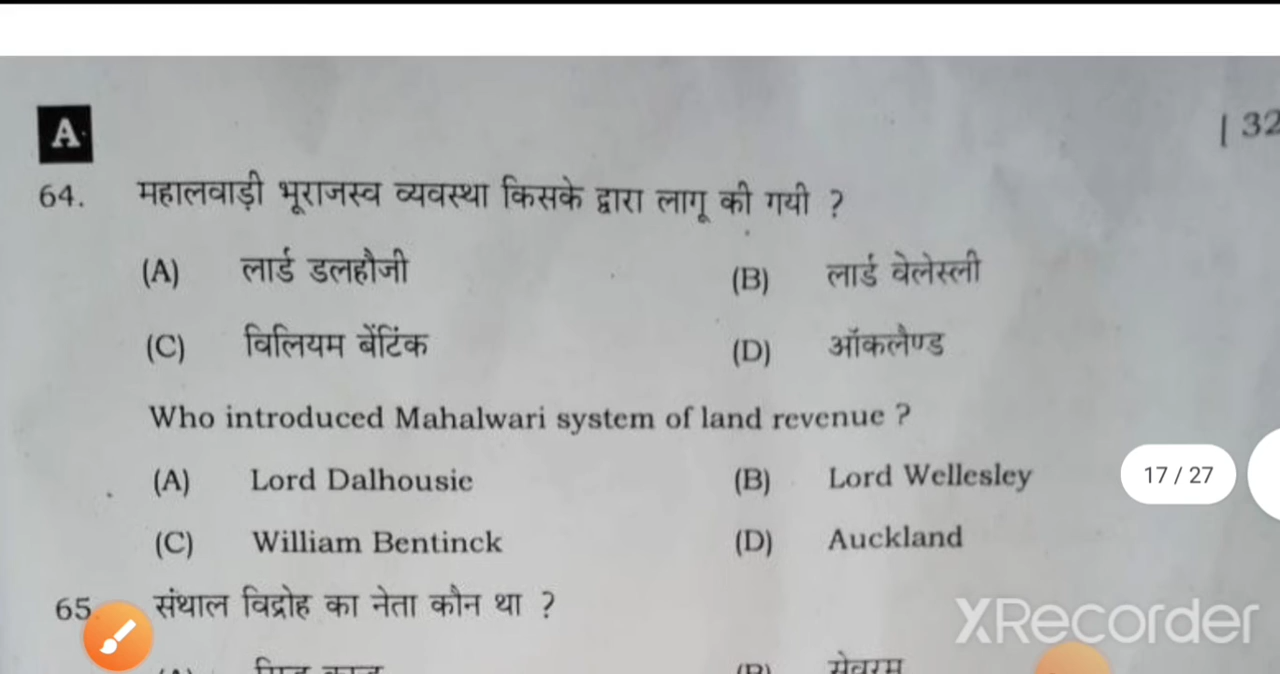 A
| 32
64. महालवाड़ी भूराजस्व व्यवस्था किसके द्वारा लागू की गयी ?
(A) लार्ड डलहौजी (B) लार्ड वेलेस्ली
(C) विलियम बेंटिंक (D) ऑकलैण्ड
Who introduced Mahalwari system of land revenue ?
(A) Lord Dalhousie (B) Lord Wellesley
17 / 27
(C) William Bentinck (D) Auckland
65. संथाल विद्रोह का नेता कौन था ?
XRecorder